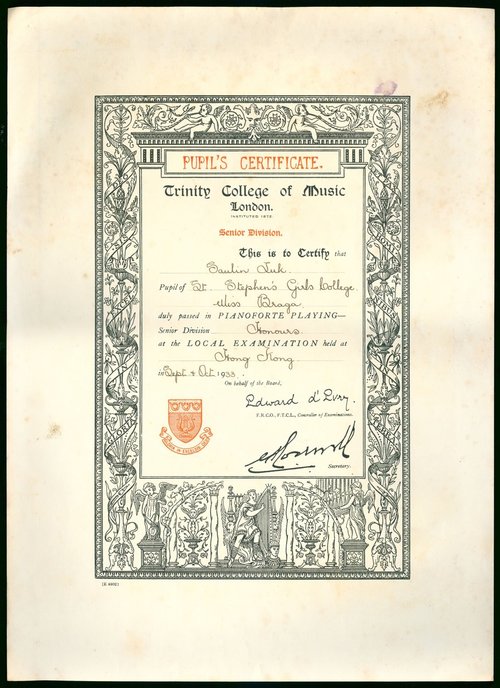 PUPIL'S CERTIFICATE.
Trinity College of Music
London.
INSTITUTED 1872.
Senior Division.
This is to Certify that
Saulin Luk.
Pupil of St. Stephen's Girls College
Miss Braga
duly passed in PIANOFORTE PLAYING—
Senior Division Honours.
at the LOCAL EXAMINATION held at
Hong Kong.
in Sept. & Oct. 1933.
On behalf of the Board,
Edward d'Evry.
F.R.C.O., F.T.C.L., Controller of Examinations.
Secretary.